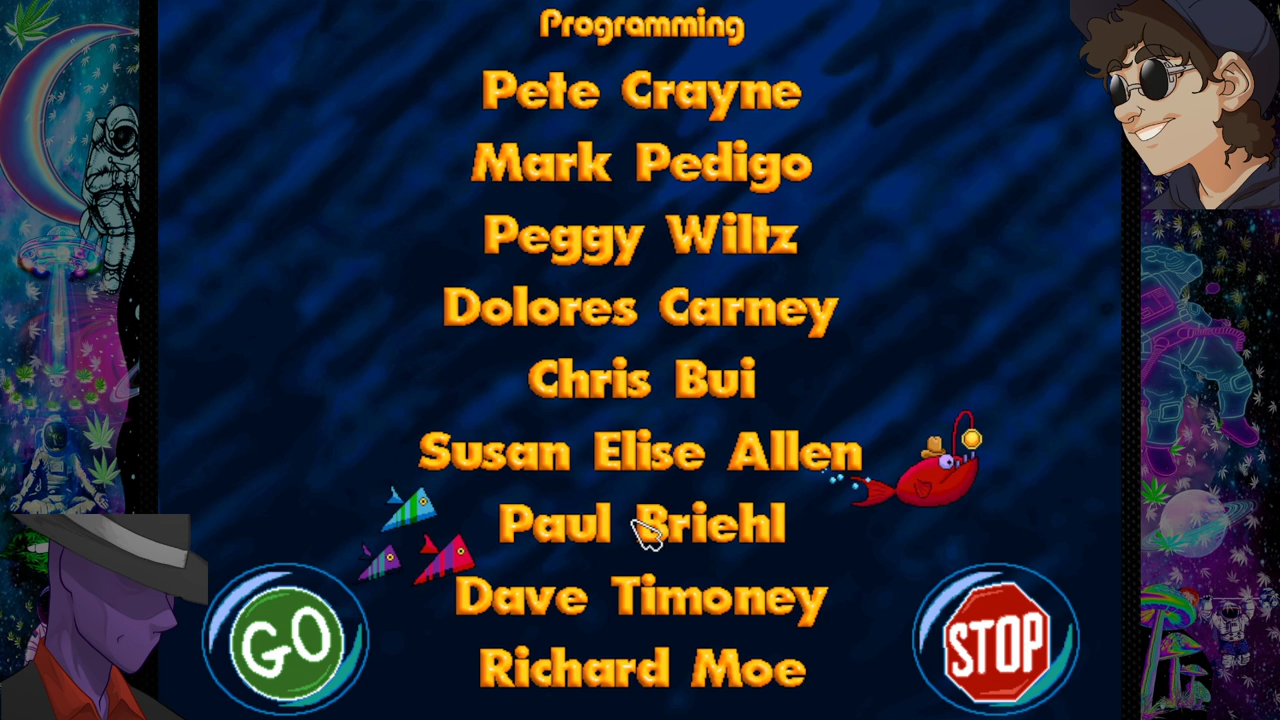 Programming
Pete Crayne
Mark Pedigo
Peggy Wiltz
Dolores Carney
Chris Bui
Susan Elise Allen
Paul Briehl
Dave Timoney
Richard Moe
GO
STOP